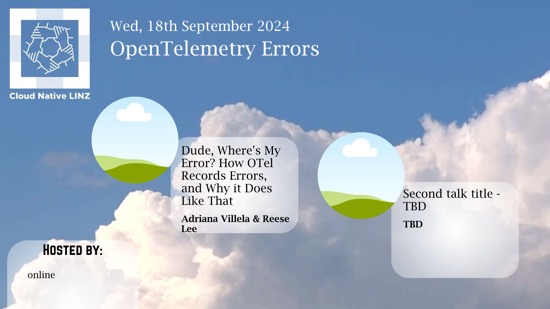 Wed, 18th September 2024
OpenTelemetry Errors
Cloud Native LINZ
Dude, Where's My
Error? How OTel
Records Errors,
and Why it Does
Like That
Adriana Villela & Reese
Lee
Second talk title -
TBD
TBD
Hosted by:
online